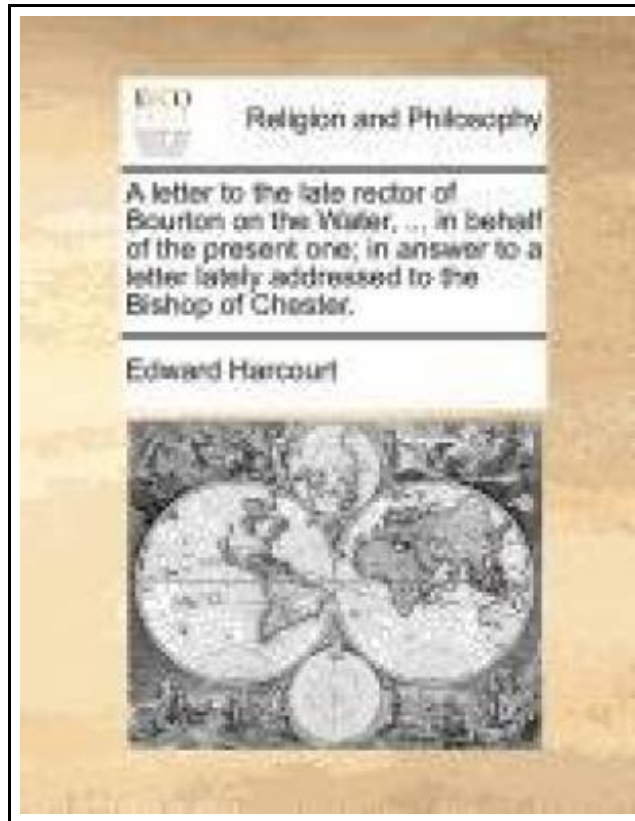 ECCO
Religion and Philosophy
A letter to the late rector of
Bourton on the Water, ... in behalf
of the present one; in answer to a
letter lately addressed to the
Bishop of Chester.
Edward Harcourt